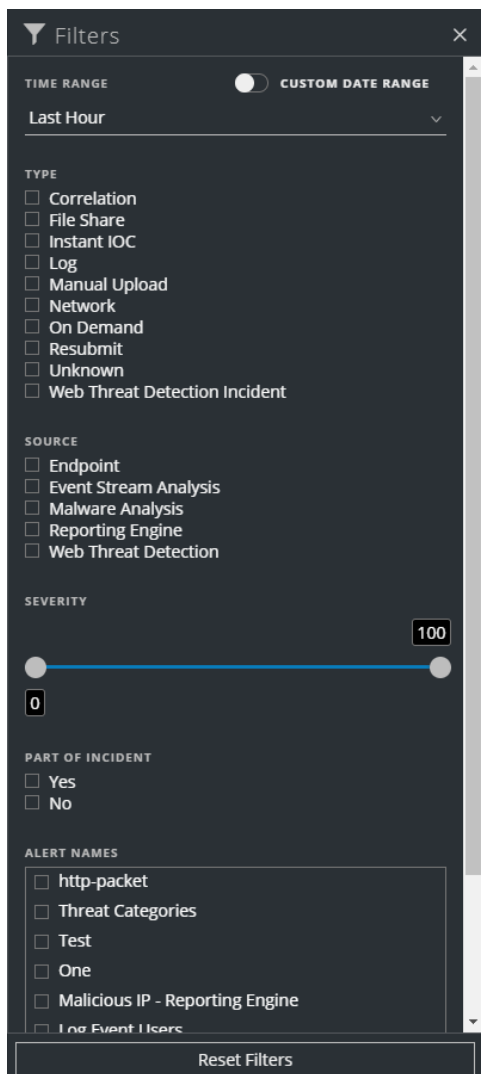 Filters
TIME RANGE CUSTOM DATE RANGE
Last Hour
TYPE
Correlation
File Share
Instant IOC
Log
Manual Upload
Network
On Demand
Resubmit
Unknown
Web Threat Detection Incident
SOURCE
Endpoint
Event Stream Analysis
Malware Analysis
Reporting Engine
Web Threat Detection
SEVERITY
100
0
PART OF INCIDENT
Yes
No
ALERT NAMES
http-packet
Threat Categories
Test
One
Malicious IP - Reporting Engine
Log Event Users
Reset Filters